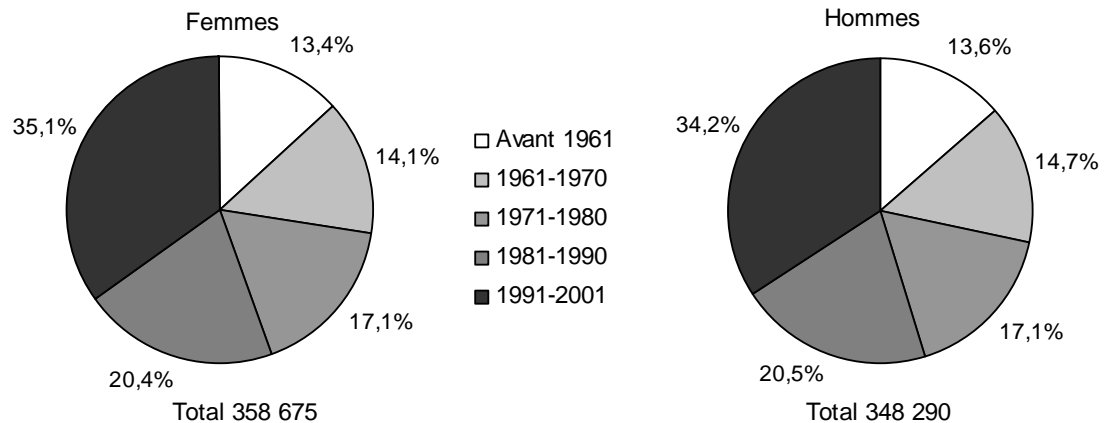 Femmes
13,4%
14,1%
17,1%
20,4%
35,1%
Total 358 675
Avant 1961
1961-1970
1971-1980
1981-1990
1991-2001
Hommes
13,6%
14,7%
17,1%
20,5%
34,2%
Total 348 290